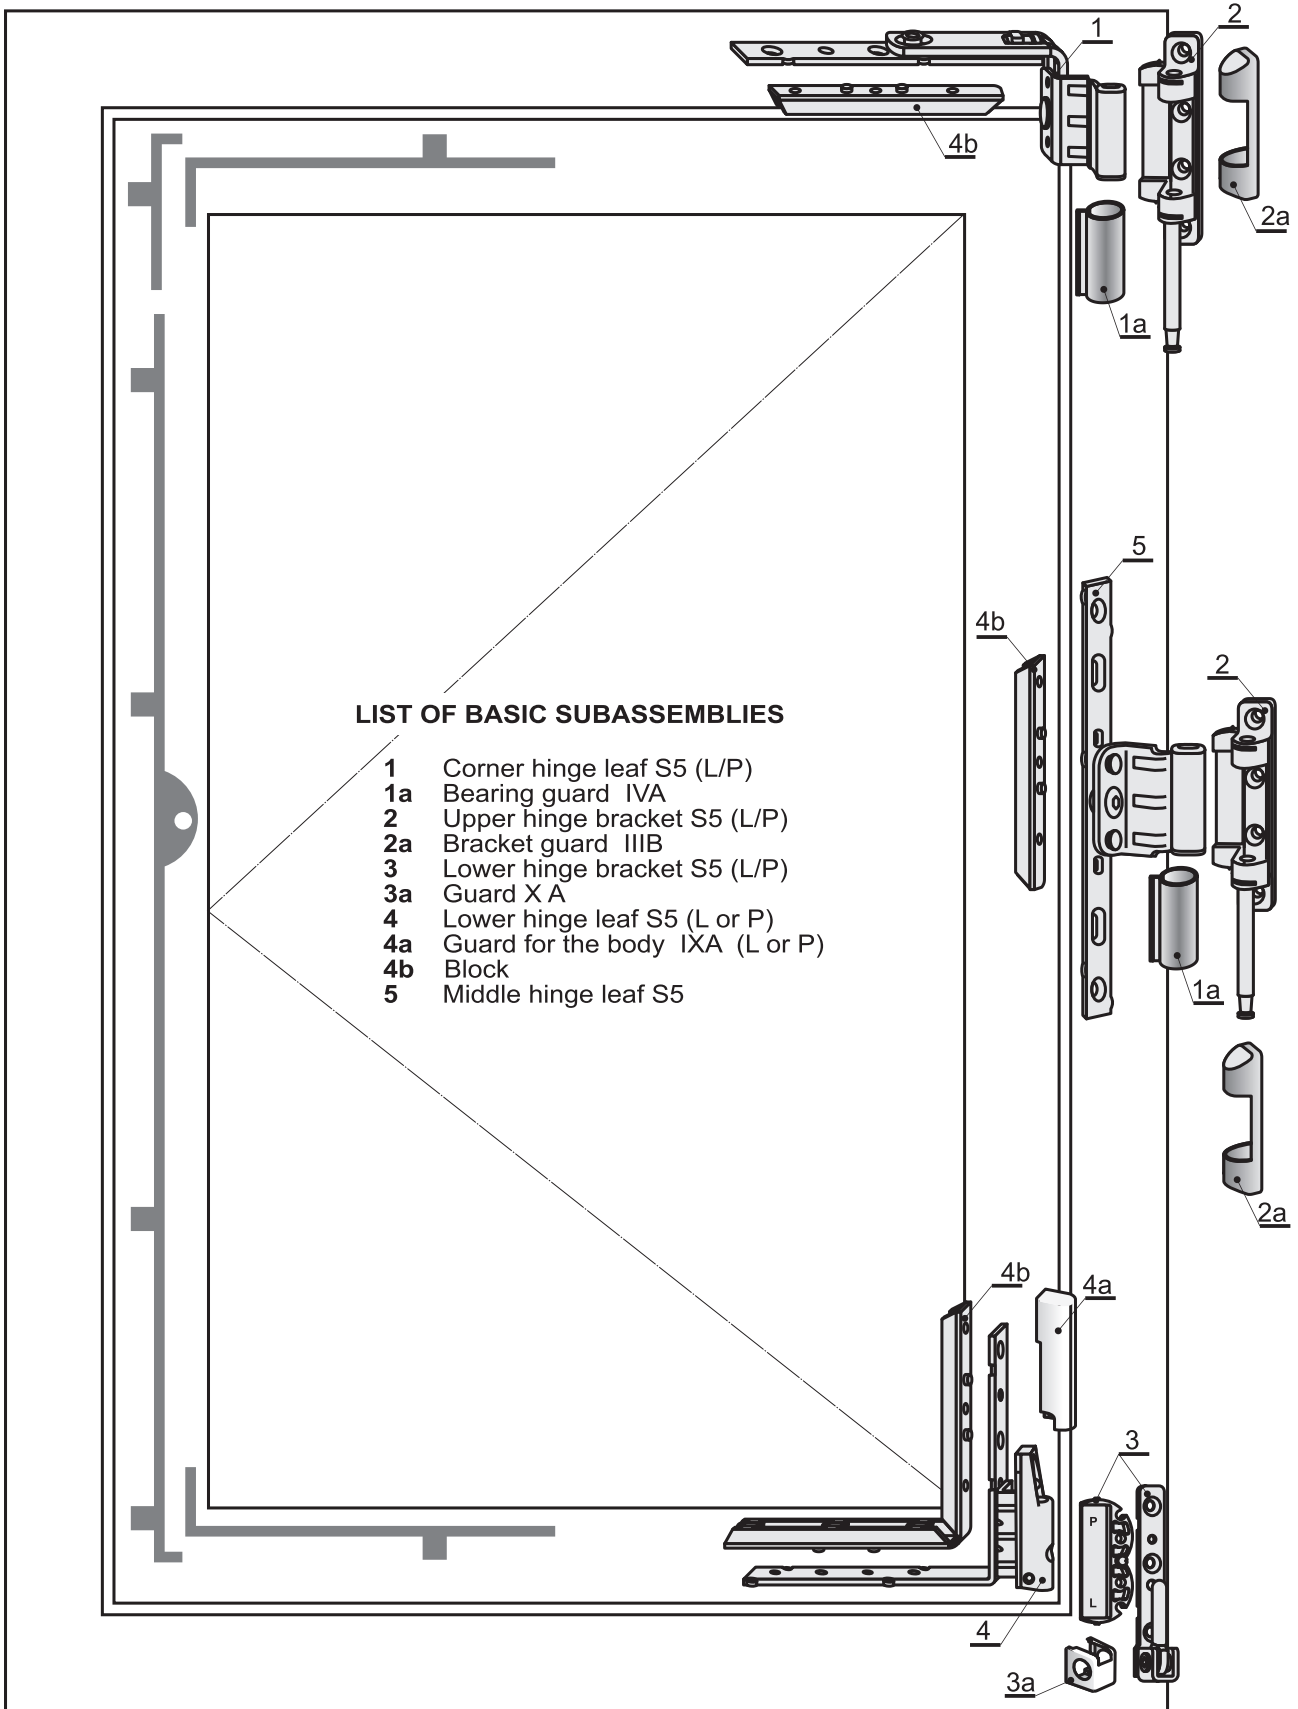 2
1
4b
2a
1a
5
4b
2
LIST OF BASIC SUBASSEMBLIES
1 Corner hinge leaf S5 (L/P)
1a Bearing guard IVA
2 Upper hinge bracket S5 (L/P)
2a Bracket guard IIIB
3 Lower hinge bracket S5 (L/P)
3a Guard X A
4 Lower hinge leaf S5 (L or P)
4a Guard for the body IXA (L or P)
4b Block
5 Middle hinge leaf S5
1a
2a
4b
4a
3
P
L
4
3a